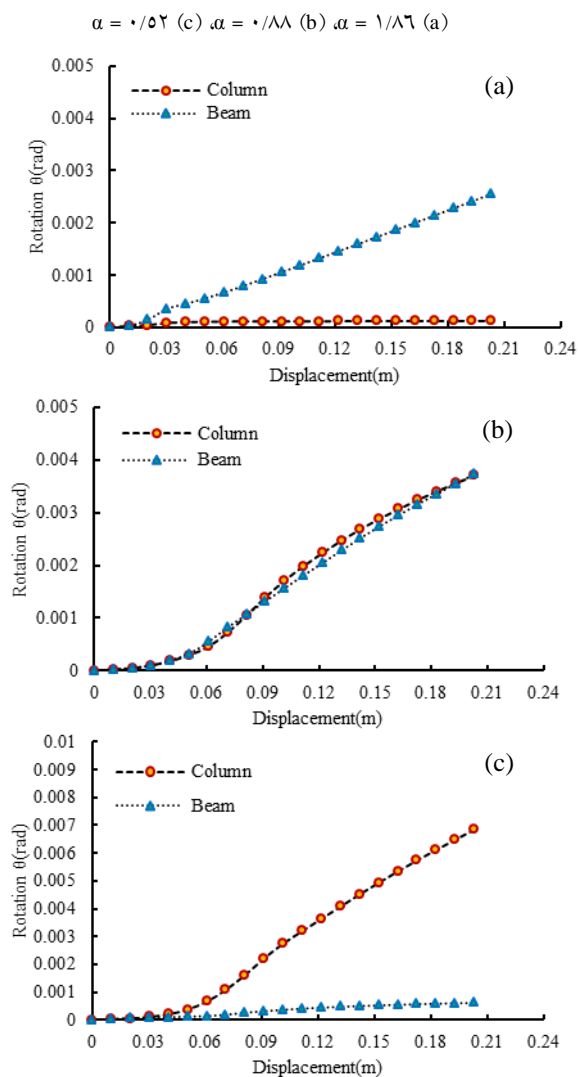 α = ۰/۵۲ (c) ،α = ۰/۸۸ (b) ،α = ۱/۸۶ (a)
(a)
Column
Beam
Rotation θ(rad)
0.005
0.004
0.003
0.002
0.001
0
0 0.03 0.06 0.09 0.12 0.15 0.18 0.21 0.24
Displacement(m)
(b)
Column
Beam
Rotation θ(rad)
0.005
0.004
0.003
0.002
0.001
0
0 0.03 0.06 0.09 0.12 0.15 0.18 0.21 0.24
Displacement(m)
(c)
Column
Beam
Rotation θ(rad)
0.01
0.009
0.008
0.007
0.006
0.005
0.004
0.003
0.002
0.001
0
0 0.03 0.06 0.09 0.12 0.15 0.18 0.21 0.24
Displacement(m)